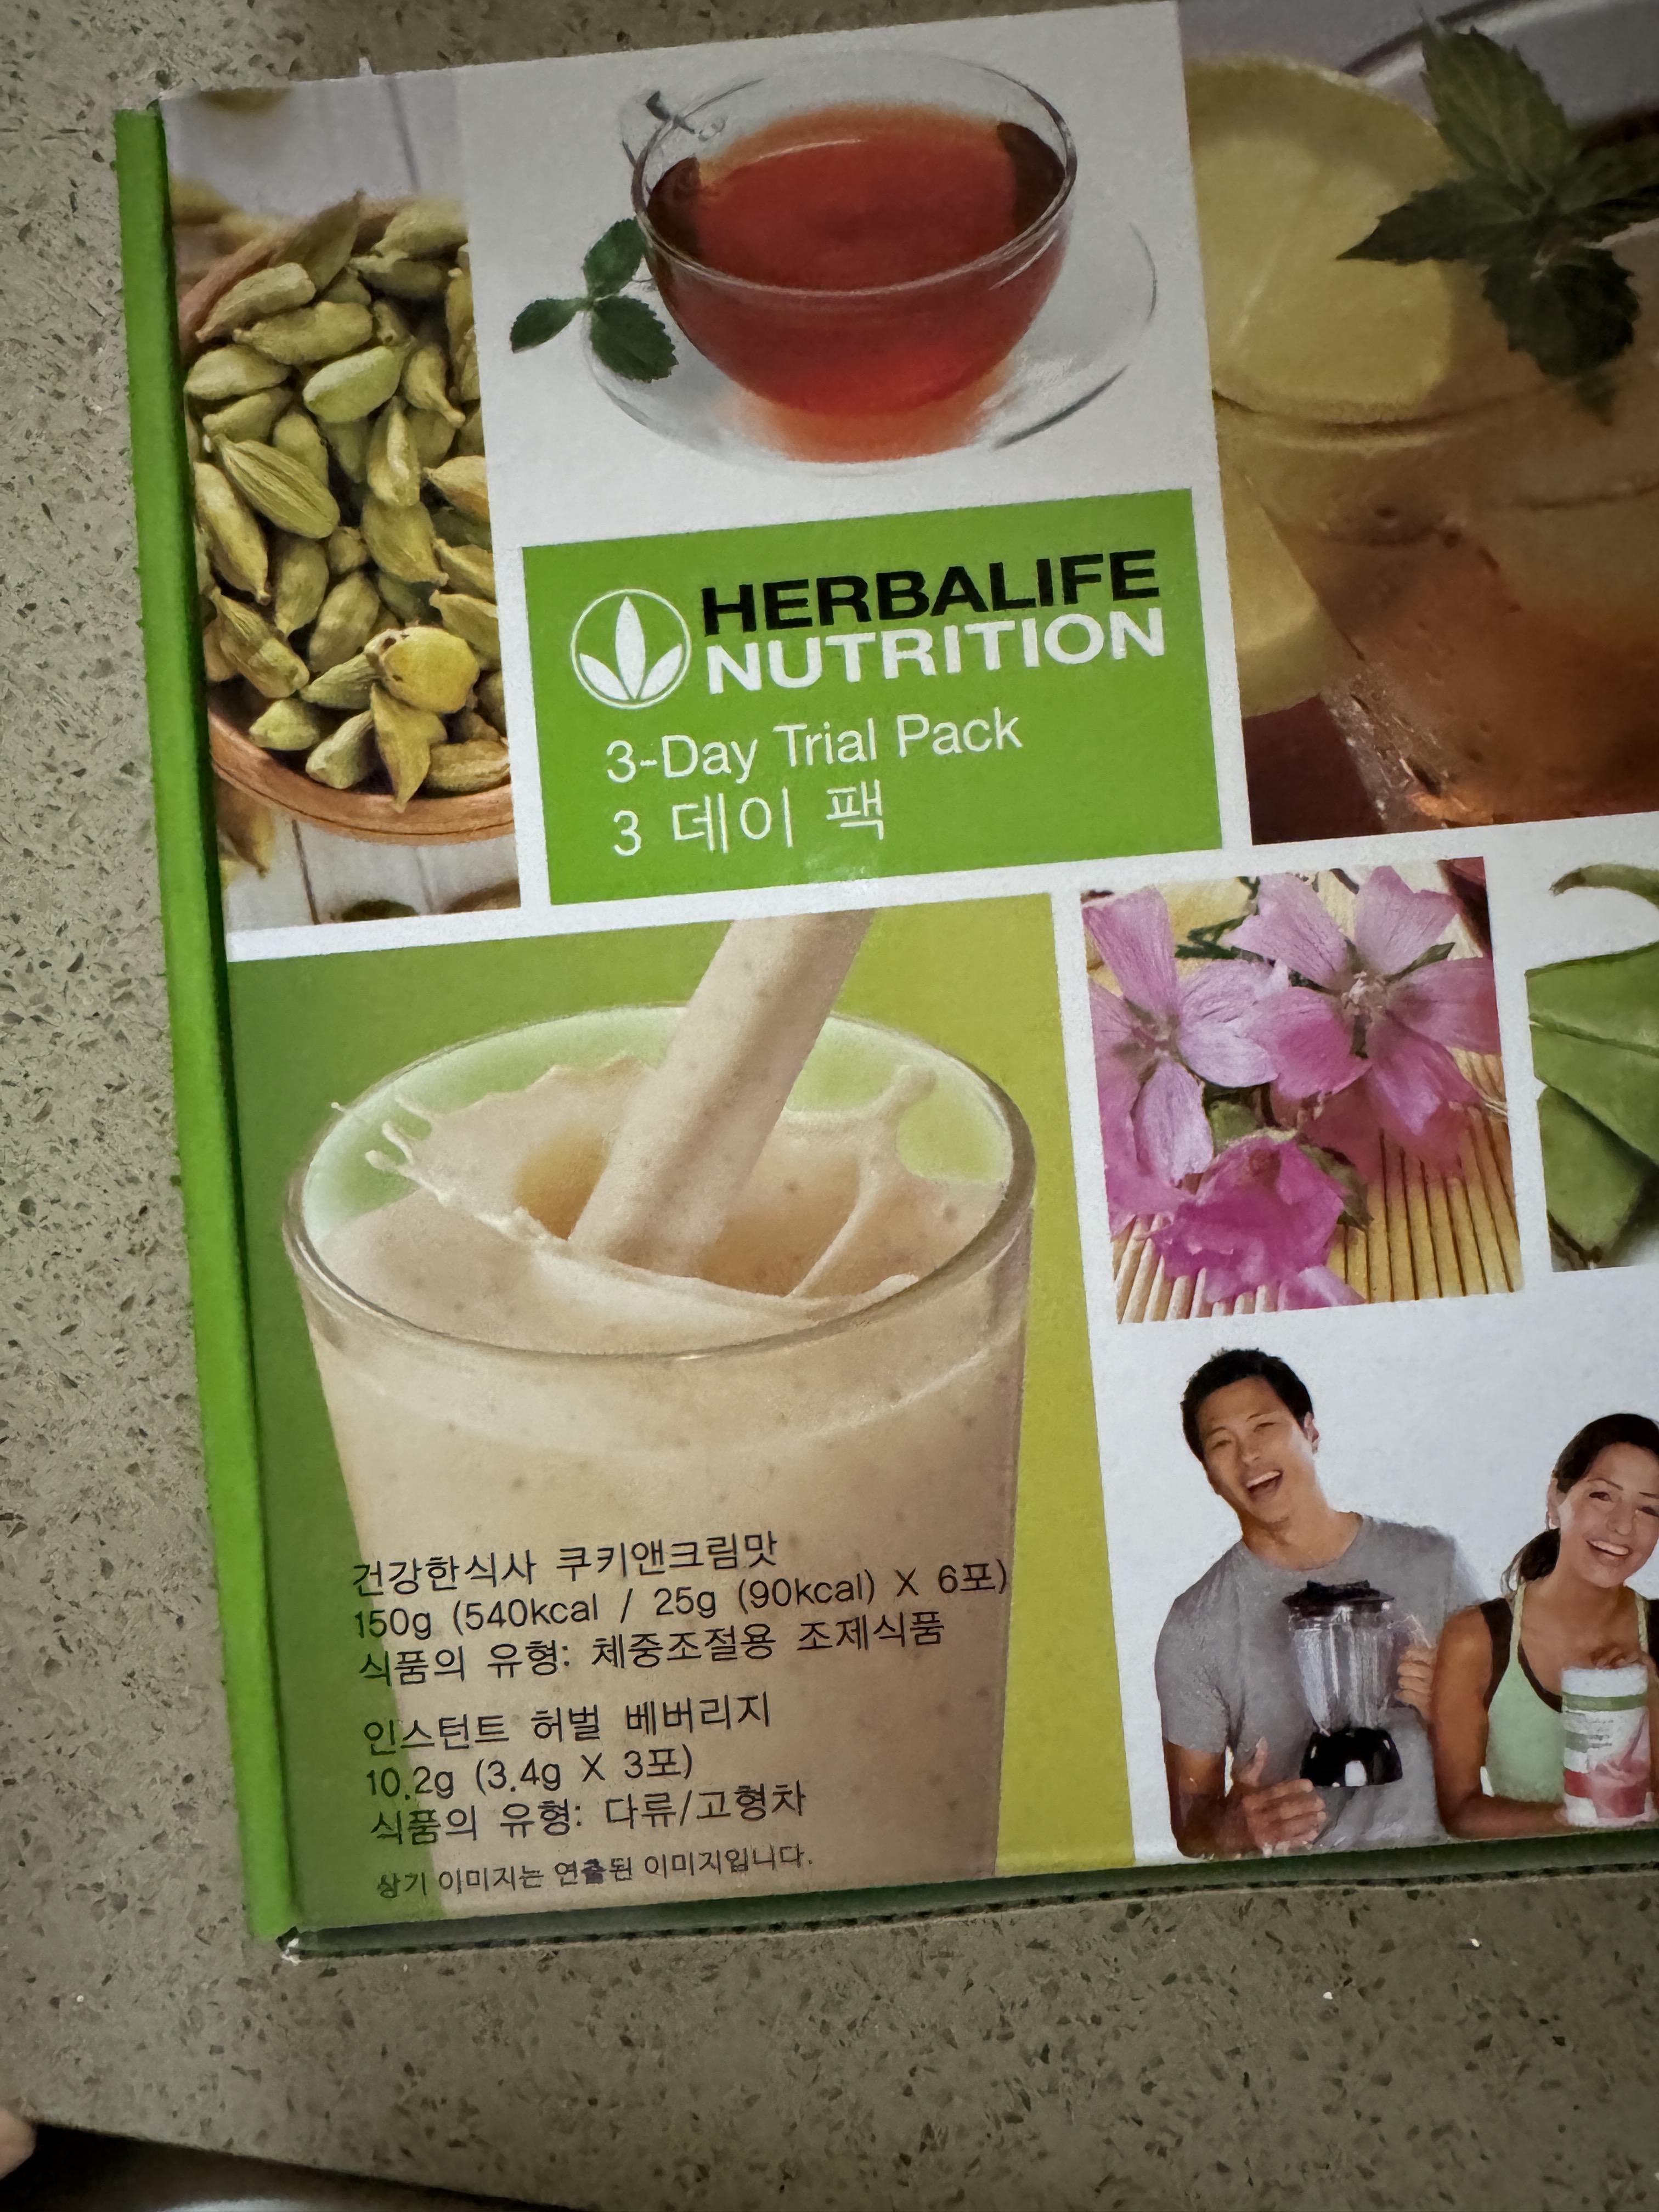 HERBALIFE
NUTRITION
3-Day Trial Pack
3 데이 팩
건강한식사 쿠키앤크림맛
150g (540kcal / 25g (90kcal) X 6포)
식품의 유형: 체중조절용 조제식품
인스턴트 허벌 베버리지
10.2g (3.4g X 3포)
식품의 유형: 다류/고형차
상기 이미지는 연출된 이미지입니다.